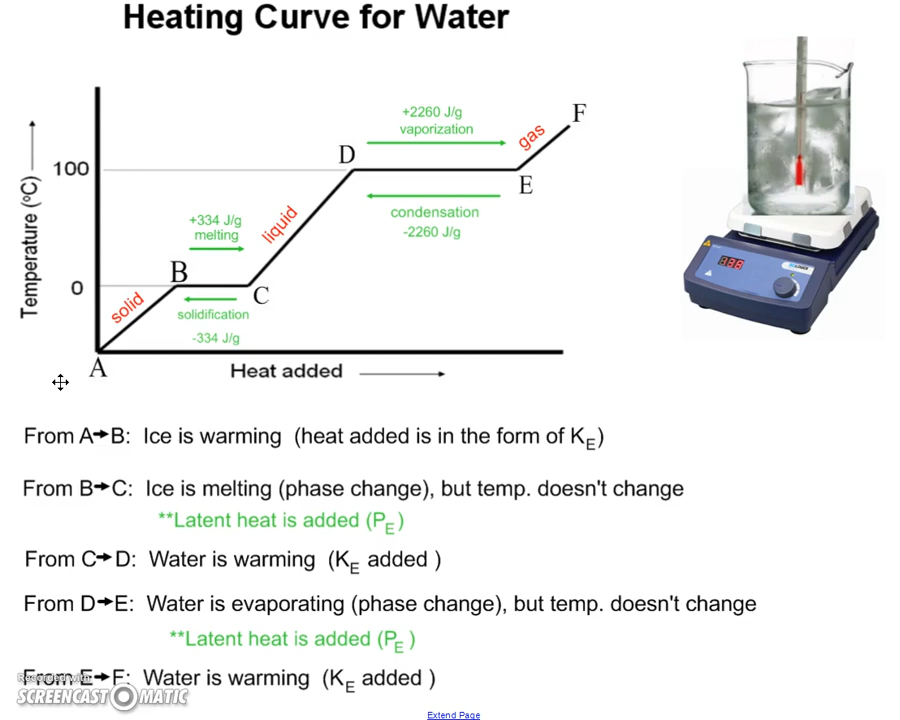 Heating Curve for Water
+2260 J/g
vaporization
gas
F
D
E
100
condensation
-2260 J/g
+334 J/g
melting
liquid
Temperature (ºC)
B
C
0
solid
solidification
-334 J/g
A
Heat added
From A➔B: Ice is warming (heat added is in the form of KE)
From B➔C: Ice is melting (phase change), but temp. doesn't change
**Latent heat is added (PE)
From C➔D: Water is warming (KE added )
From D➔E: Water is evaporating (phase change), but temp. doesn't change
**Latent heat is added (PE )
From E➔F: Water is warming (KE added )
Recorded with
SCREENCAST O MATIC
Extend Page